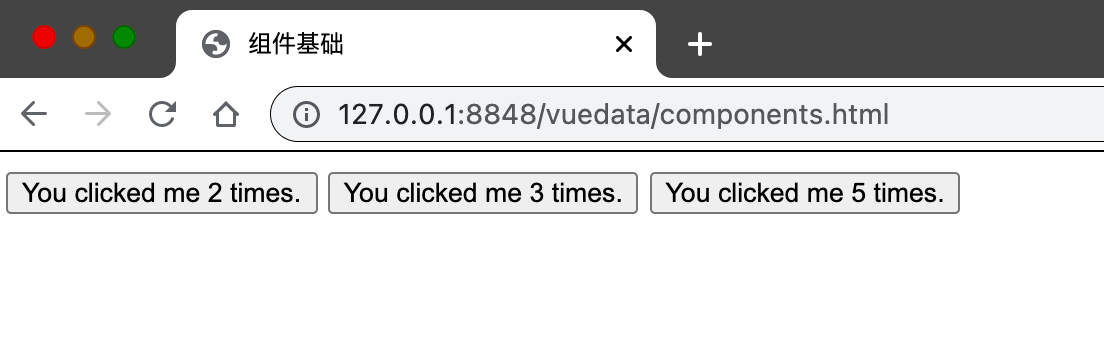 组件基础
127.0.0.1:8848/vuedata/components.html
You clicked me 2 times. You clicked me 3 times. You clicked me 5 times.